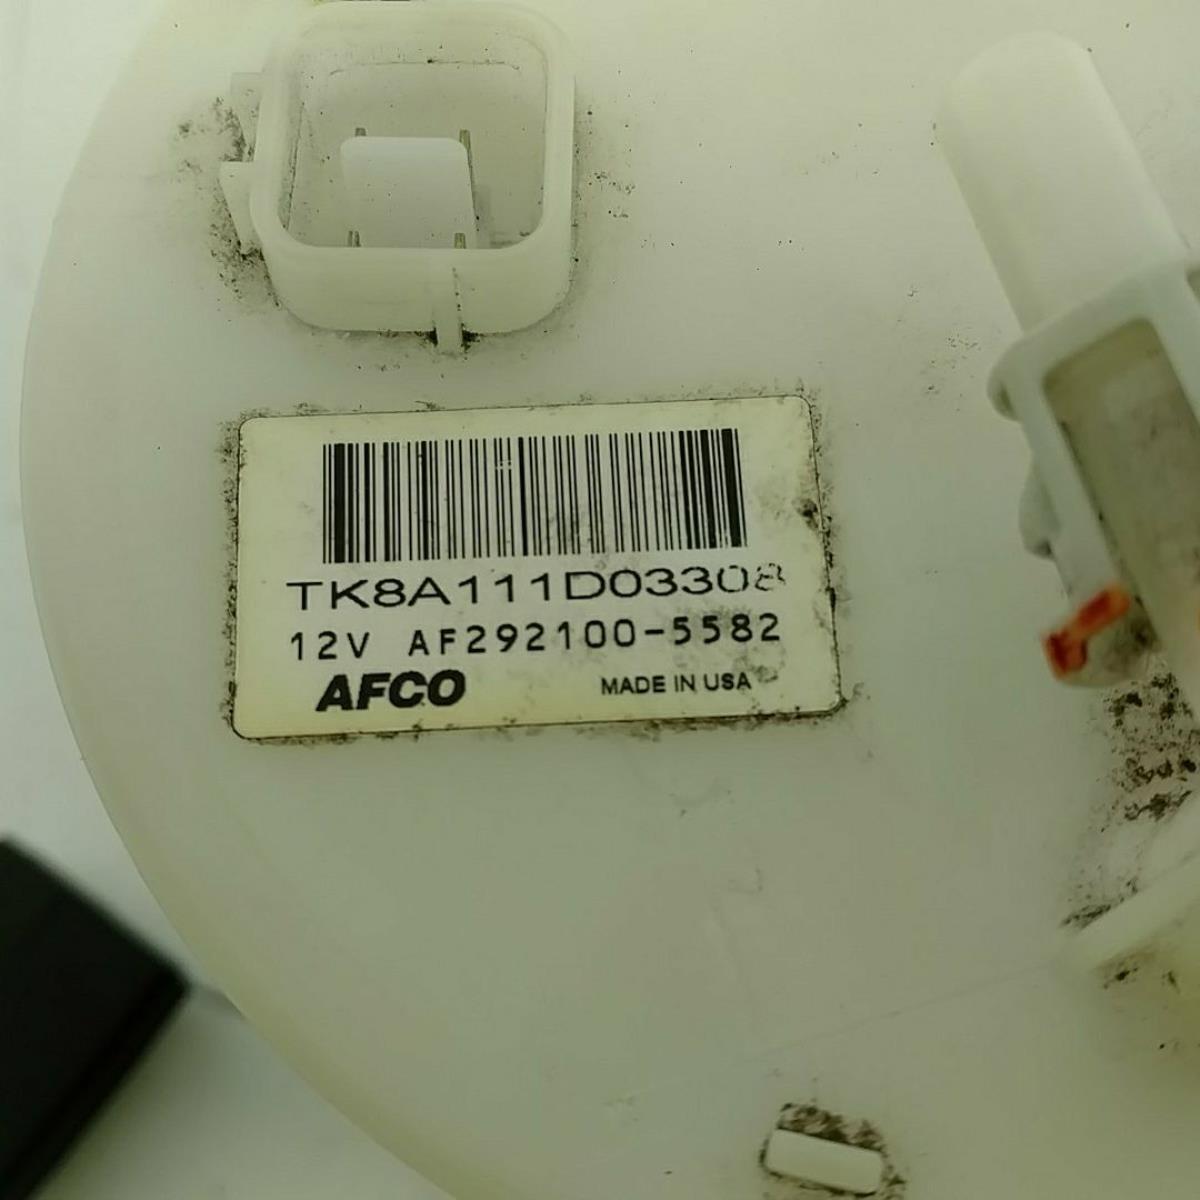 TK8A111D03308
12V AF292100-5582
AFCO MADE IN USA